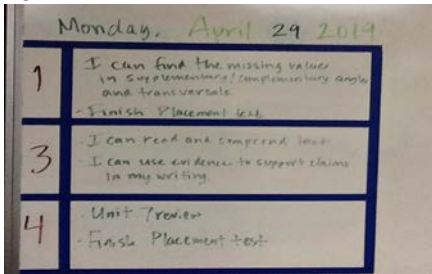 Monday, April 29 2019
1
I can find the missing values
in supplementary/complementary angles
and transversals
- Finish Placement test
3
- I can read and comprend
- I can use evidence to support claims
in my writing.
4
- Unit 7 review
- Finish Placement test